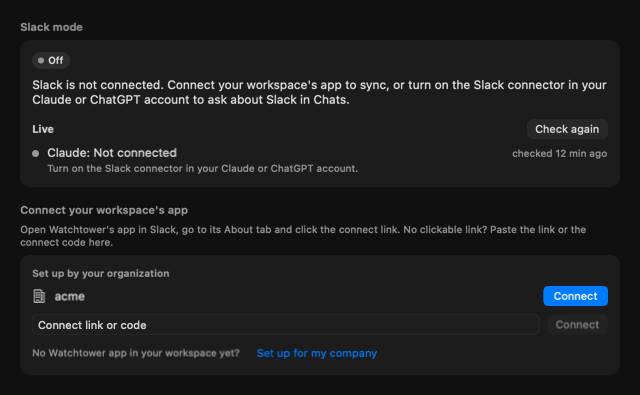 Slack mode
Off
Slack is not connected. Connect your workspace's app to sync, or turn on the Slack connector in your
Claude or ChatGPT account to ask about Slack in Chats.
Live
Check again
Claude: Not connected
checked 12 min ago
Turn on the Slack connector in your Claude or ChatGPT account.
Connect your workspace's app
Open Watchtower's app in Slack, go to its About tab and click the connect link. No clickable link? Paste the link or the
connect code here.
Set up by your organization
acme
Connect
Connect link or code
Connect
No Watchtower app in your workspace yet?
Set up for my company